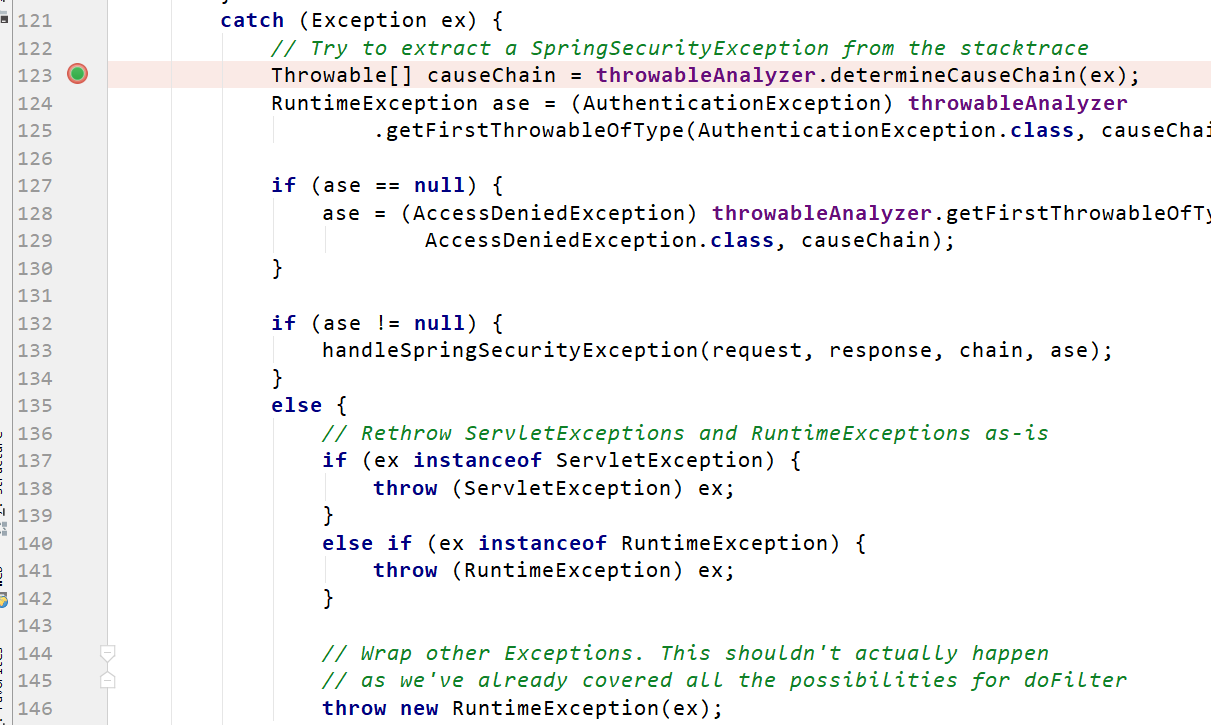 121 catch (Exception ex) {
122 // Try to extract a SpringSecurityException from the stacktrace
123 Throwable[] causeChain = throwableAnalyzer.determineCauseChain(ex);
124 RuntimeException ase = (AuthenticationException) throwableAnalyzer
125 .getFirstThrowableOfType(AuthenticationException.class, causeChai
126
127 if (ase == null) {
128 ase = (AccessDeniedException) throwableAnalyzer.getFirstThrowableOfTy
129 AccessDeniedException.class, causeChain);
130 }
131
132 if (ase != null) {
133 handleSpringSecurityException(request, response, chain, ase);
134 }
135 else {
136 // Rethrow ServletExceptions and RuntimeExceptions as-is
137 if (ex instanceof ServletException) {
138 throw (ServletException) ex;
139 }
140 else if (ex instanceof RuntimeException) {
141 throw (RuntimeException) ex;
142 }
143
144 // Wrap other Exceptions. This shouldn't actually happen
145 // as we've already covered all the possibilities for doFilter
146 throw new RuntimeException(ex);